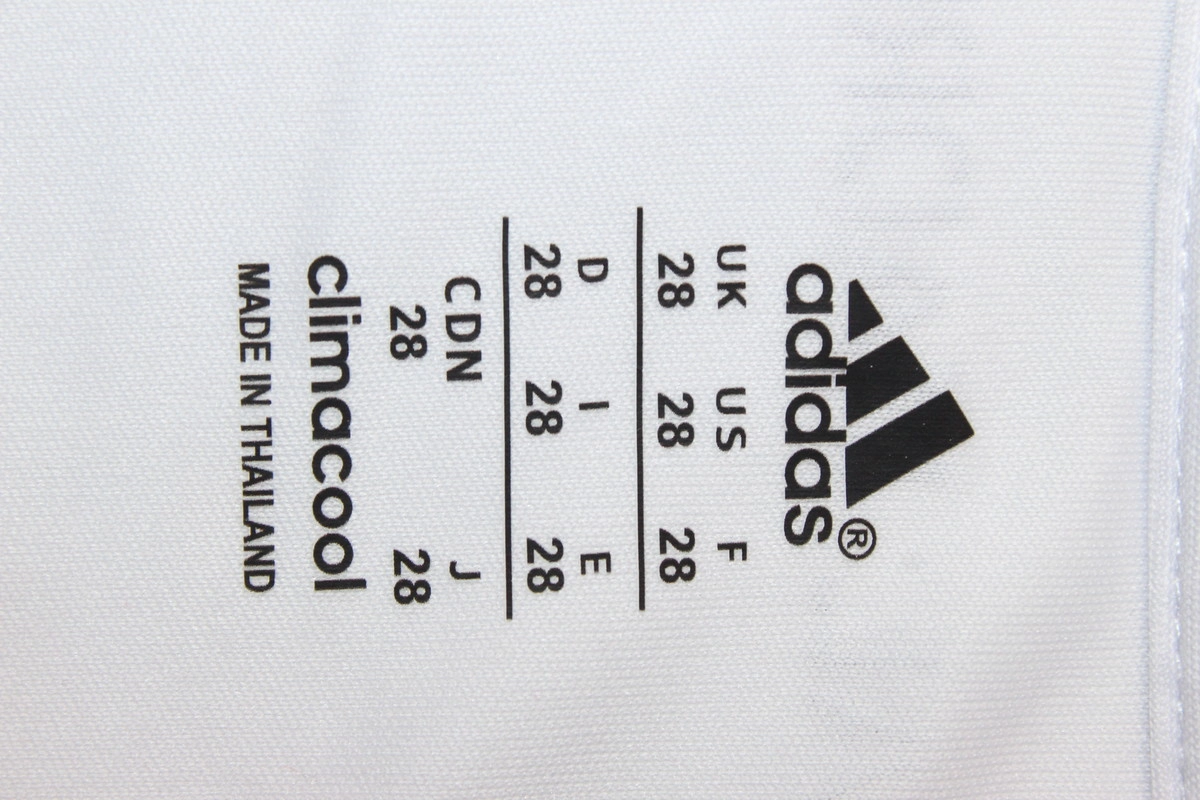 adidas®
UK US F
28 28 28
D I E
28 28 28
CDN J
28 28
climacool
MADE IN THAILAND